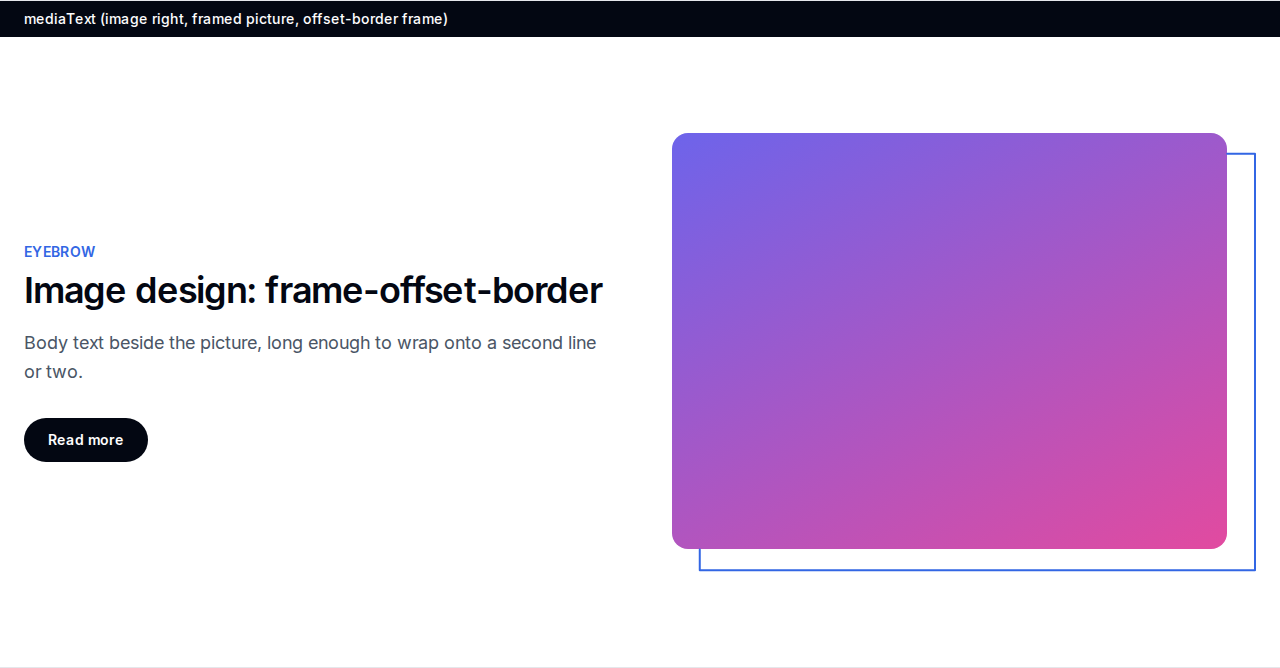 mediaText (image right, framed picture, offset-border frame)
EYEBROW
Image design: frame-offset-border
Body text beside the picture, long enough to wrap onto a second line
or two.
Read more